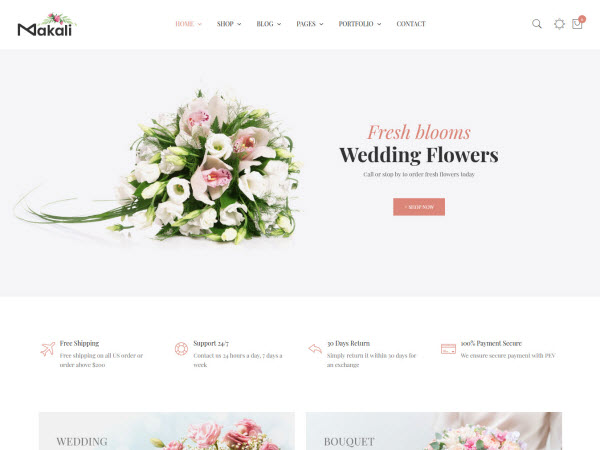 Makali
HOME SHOP BLOG PAGES PORTFOLIO CONTACT
Fresh blooms
Wedding Flowers
Call or stop by to order fresh flowers today
+ SHOP NOW
Free Shipping
Free shipping on all US order or
order above $200
Support 24/7
Contact us 24 hours a day, 7 days a
week
30 Days Return
Simply return it within 30 days for
an exchange
100% Payment Secure
We ensure secure payment with PEV
WEDDING
BOUQUET